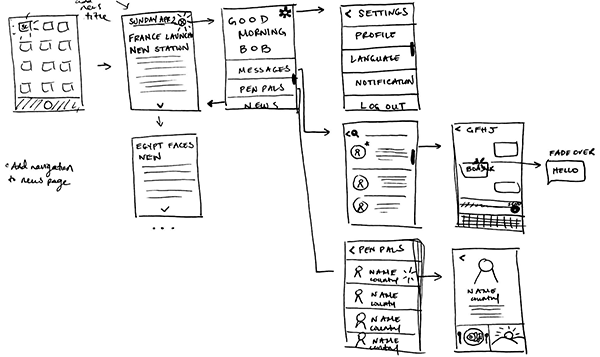 add
news
title
SUNDAY APR 2
FRANCE LAUNCH
NEW STATION
GOOD
MORNING
BOB
MESSAGES
PEN PALS
NEWS
< SETTINGS
PROFILE
LANGUAGE
NOTIFICATION
LOG OUT
EGYPT FACES
NEW
* Add navigation
to news page
< GFHJ
FADE OVER
HELLO
< PEN PALS
NAME
country
NAME
country
NAME
country
NAME
country
<
NAME
country